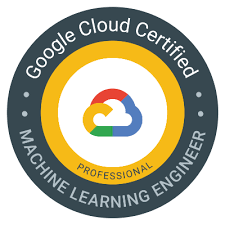 Google Cloud Certified
PROFESSIONAL
MACHINE LEARNING ENGINEER